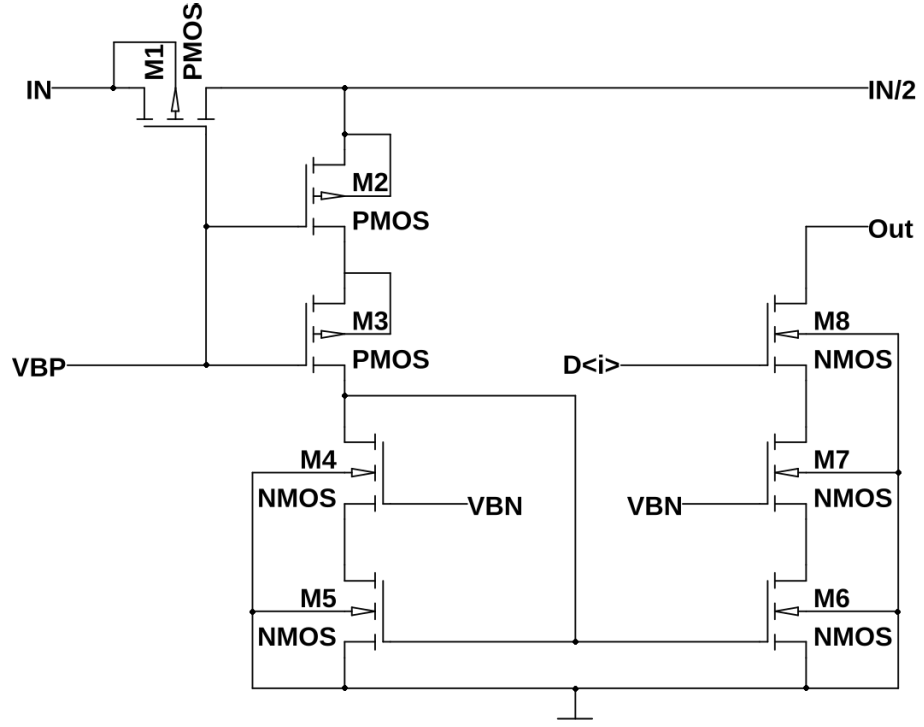 M1
PMOS
IN
IN/2
M2
PMOS
Out
M3
PMOS
M8
NMOS
VBP
D<i>
M4
NMOS
VBN
VBN
M7
NMOS
M5
NMOS
M6
NMOS